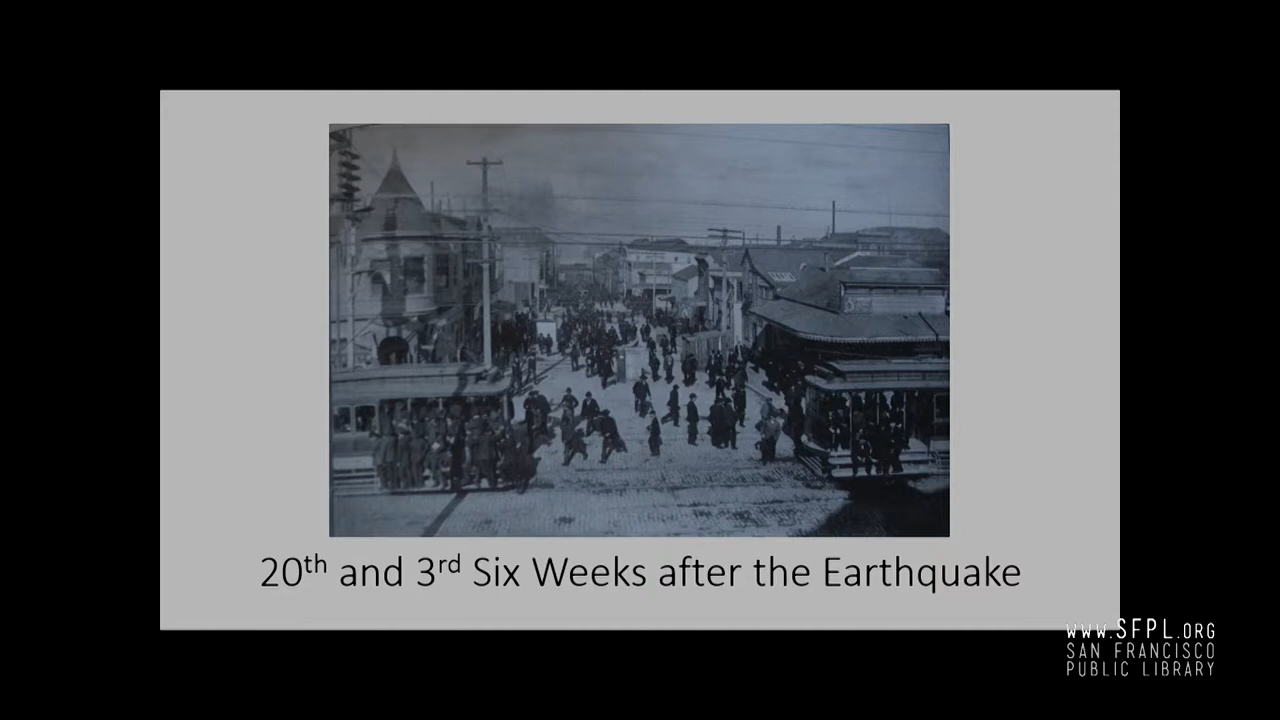 20th and 3rd Six Weeks after the Earthquake
www.SFPL.ORG
SAN FRANCISCO
PUBLIC LIBRARY